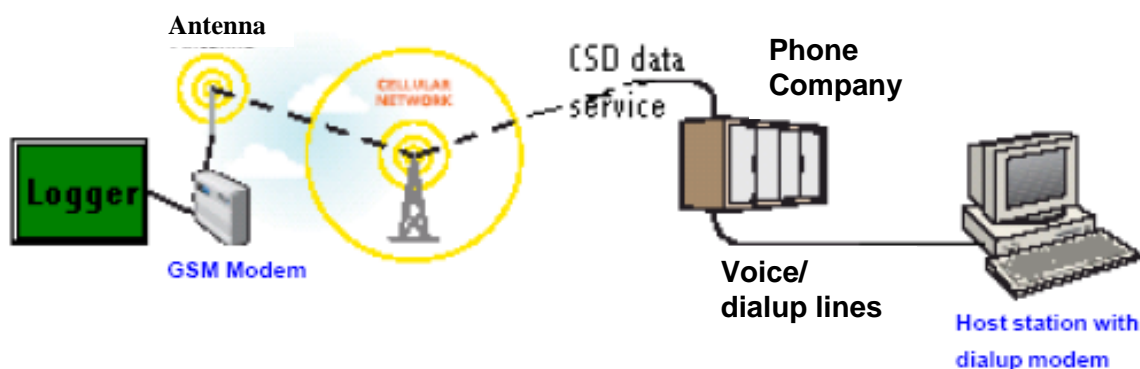 Antenna
CELLULAR
NETWORK
CSD data
service
Phone
Company
Logger
GSM Modem
Voice/
dialup lines
Host station with
dialup modem